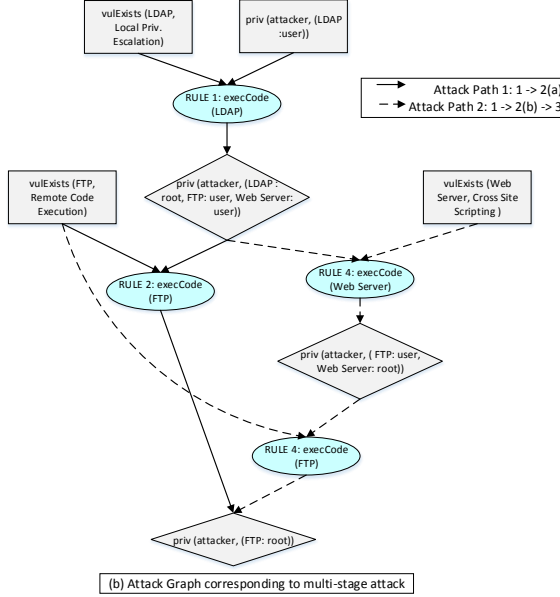 vulExists (LDAP,
Local Priv.
Escalation)
priv (attacker, (LDAP
:user))
RULE 1: execCode
(LDAP)
Attack Path 1: 1 -> 2(a)
Attack Path 2: 1 -> 2(b) -> 3
vulExists (FTP,
Remote Code
Execution)
priv (attacker, (LDAP :
root, FTP: user, Web Server:
user))
vulExists (Web
Server, Cross Site
Scripting )
RULE 2: execCode
(FTP)
RULE 4: execCode
(Web Server)
priv (attacker, ( FTP: user,
Web Server: root))
RULE 4: execCode
(FTP)
priv (attacker, (FTP: root))
(b) Attack Graph corresponding to multi-stage attack